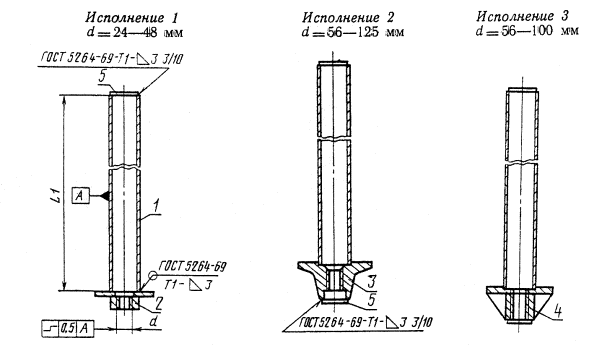 Исполнение 1
d=24—48 мм
Исполнение 2
d=56—125 мм
Исполнение 3
d=56—100 мм
ГОСТ 5264-69-Т1-◺3 3/10
5
L1
А
1
ГОСТ 5264-69
Т1-◺3
2
0,5 А
d
3
5
ГОСТ 5264-69-Т1-◺3 3/10
4